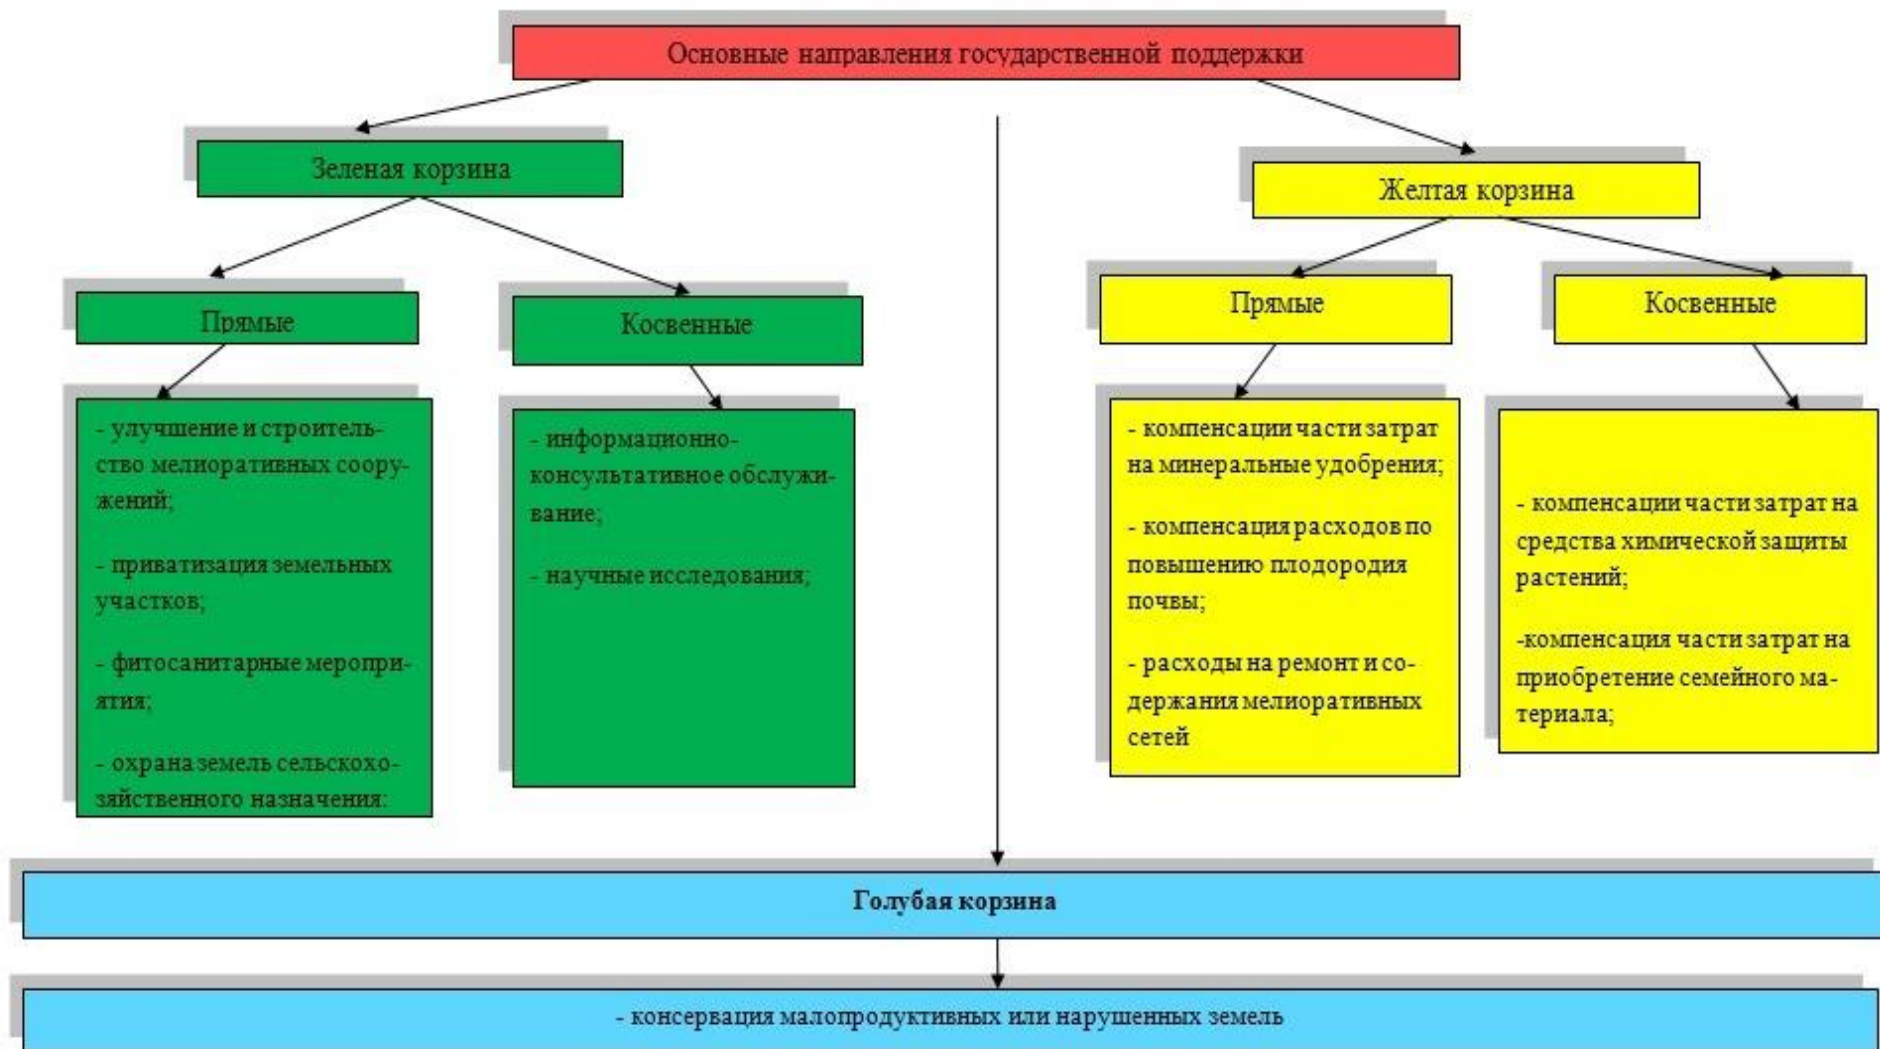 Основные направления государственной поддержки
Зеленая корзина
Желтая корзина
Прямые
Косвенные
Прямые
Косвенные
- улучшение и строитель-
ство мелиоративных соору-
жений;
- приватизация земельных
участков;
- фитосанитарные меропри-
ятия;
- охрана земель сельскохо-
зяйственного назначения:
- информационно-
консультативное обслужи-
вание;
- научные исследования;
- компенсации части затрат
на минеральные удобрения;
- компенсация расходов по
повышению плодородия
почвы;
- расходы на ремонт и со-
держания мелиоративных
сетей
- компенсации части затрат на
средства химической защиты
растений;
-компенсация части затрат на
приобретение семейного ма-
териала;
Голубая корзина
- консервация малопродуктивных или нарушенных земель